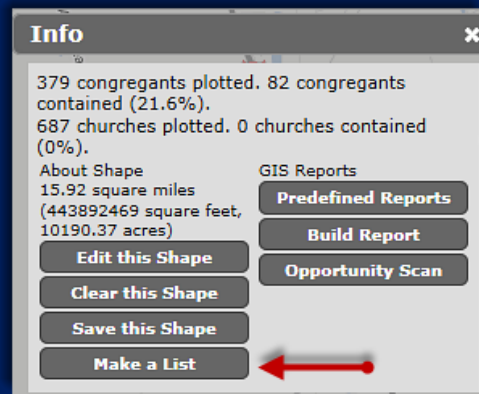 Info
379 congregants plotted. 82 congregants
contained (21.6%).
687 churches plotted. 0 churches contained
(0%).
About Shape
15.92 square miles
(443892469 square feet,
10190.37 acres)
Edit this Shape
Clear this Shape
Save this Shape
Make a List
GIS Reports
Predefined Reports
Build Report
Opportunity Scan